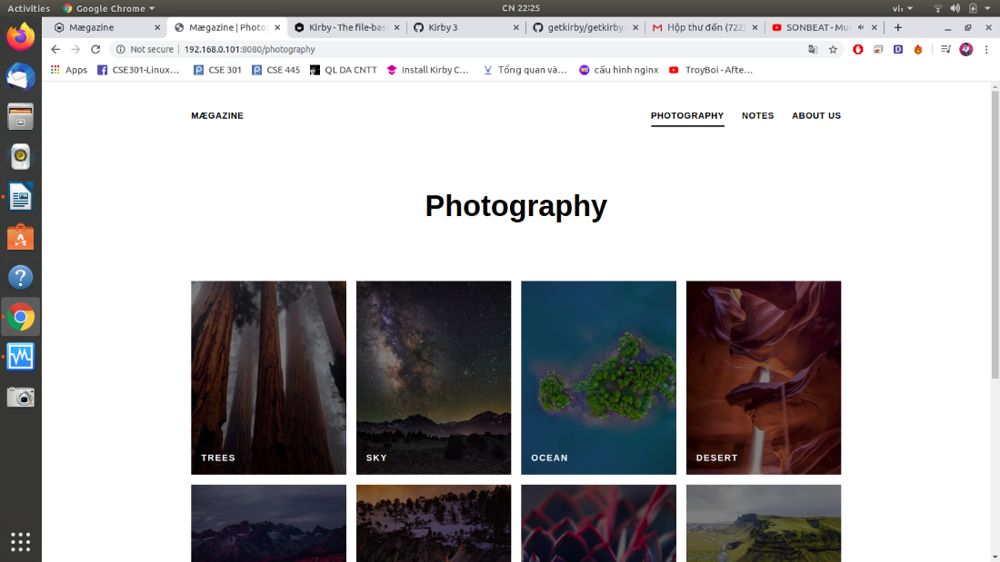 Activities Google Chrome CN 22:25 vi₁
Mægazine Mægazine | Photog Kirby - The file-bas Kirby 3 getkirby/getkirby. Hộp thư đến (722) SONBEAT - Mu
Not secure 192.168.0.101:8080/photography
Apps CSE301-Linux… CSE 301 CSE 445 QL DA CNTT Install Kirby C… Tổng quan và… cấu hình nginx TroyBoi - Afte…
MÆGAZINE PHOTOGRAPHY NOTES ABOUT US
Photography
TREES SKY OCEAN DESERT